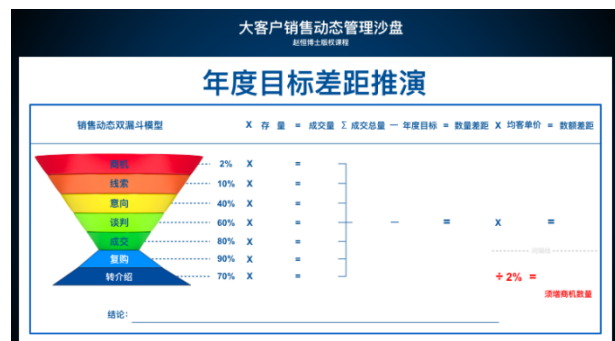 大客户销售动态管理沙盘
赵恒博士版权课程
年度目标差距推演
销售动态双漏斗模型 X 存 量 = 成交量 Σ 成交总量 — 年度目标 = 数量差距 X 均客单价 = 数额差距
商机 2% X =
线索 10% X =
意向 40% X =
谈判 60% X = — = X =
成交 80% X =
复购 90% X =
转介绍 70% X =
÷ 2% =
须增商机数量
结论：